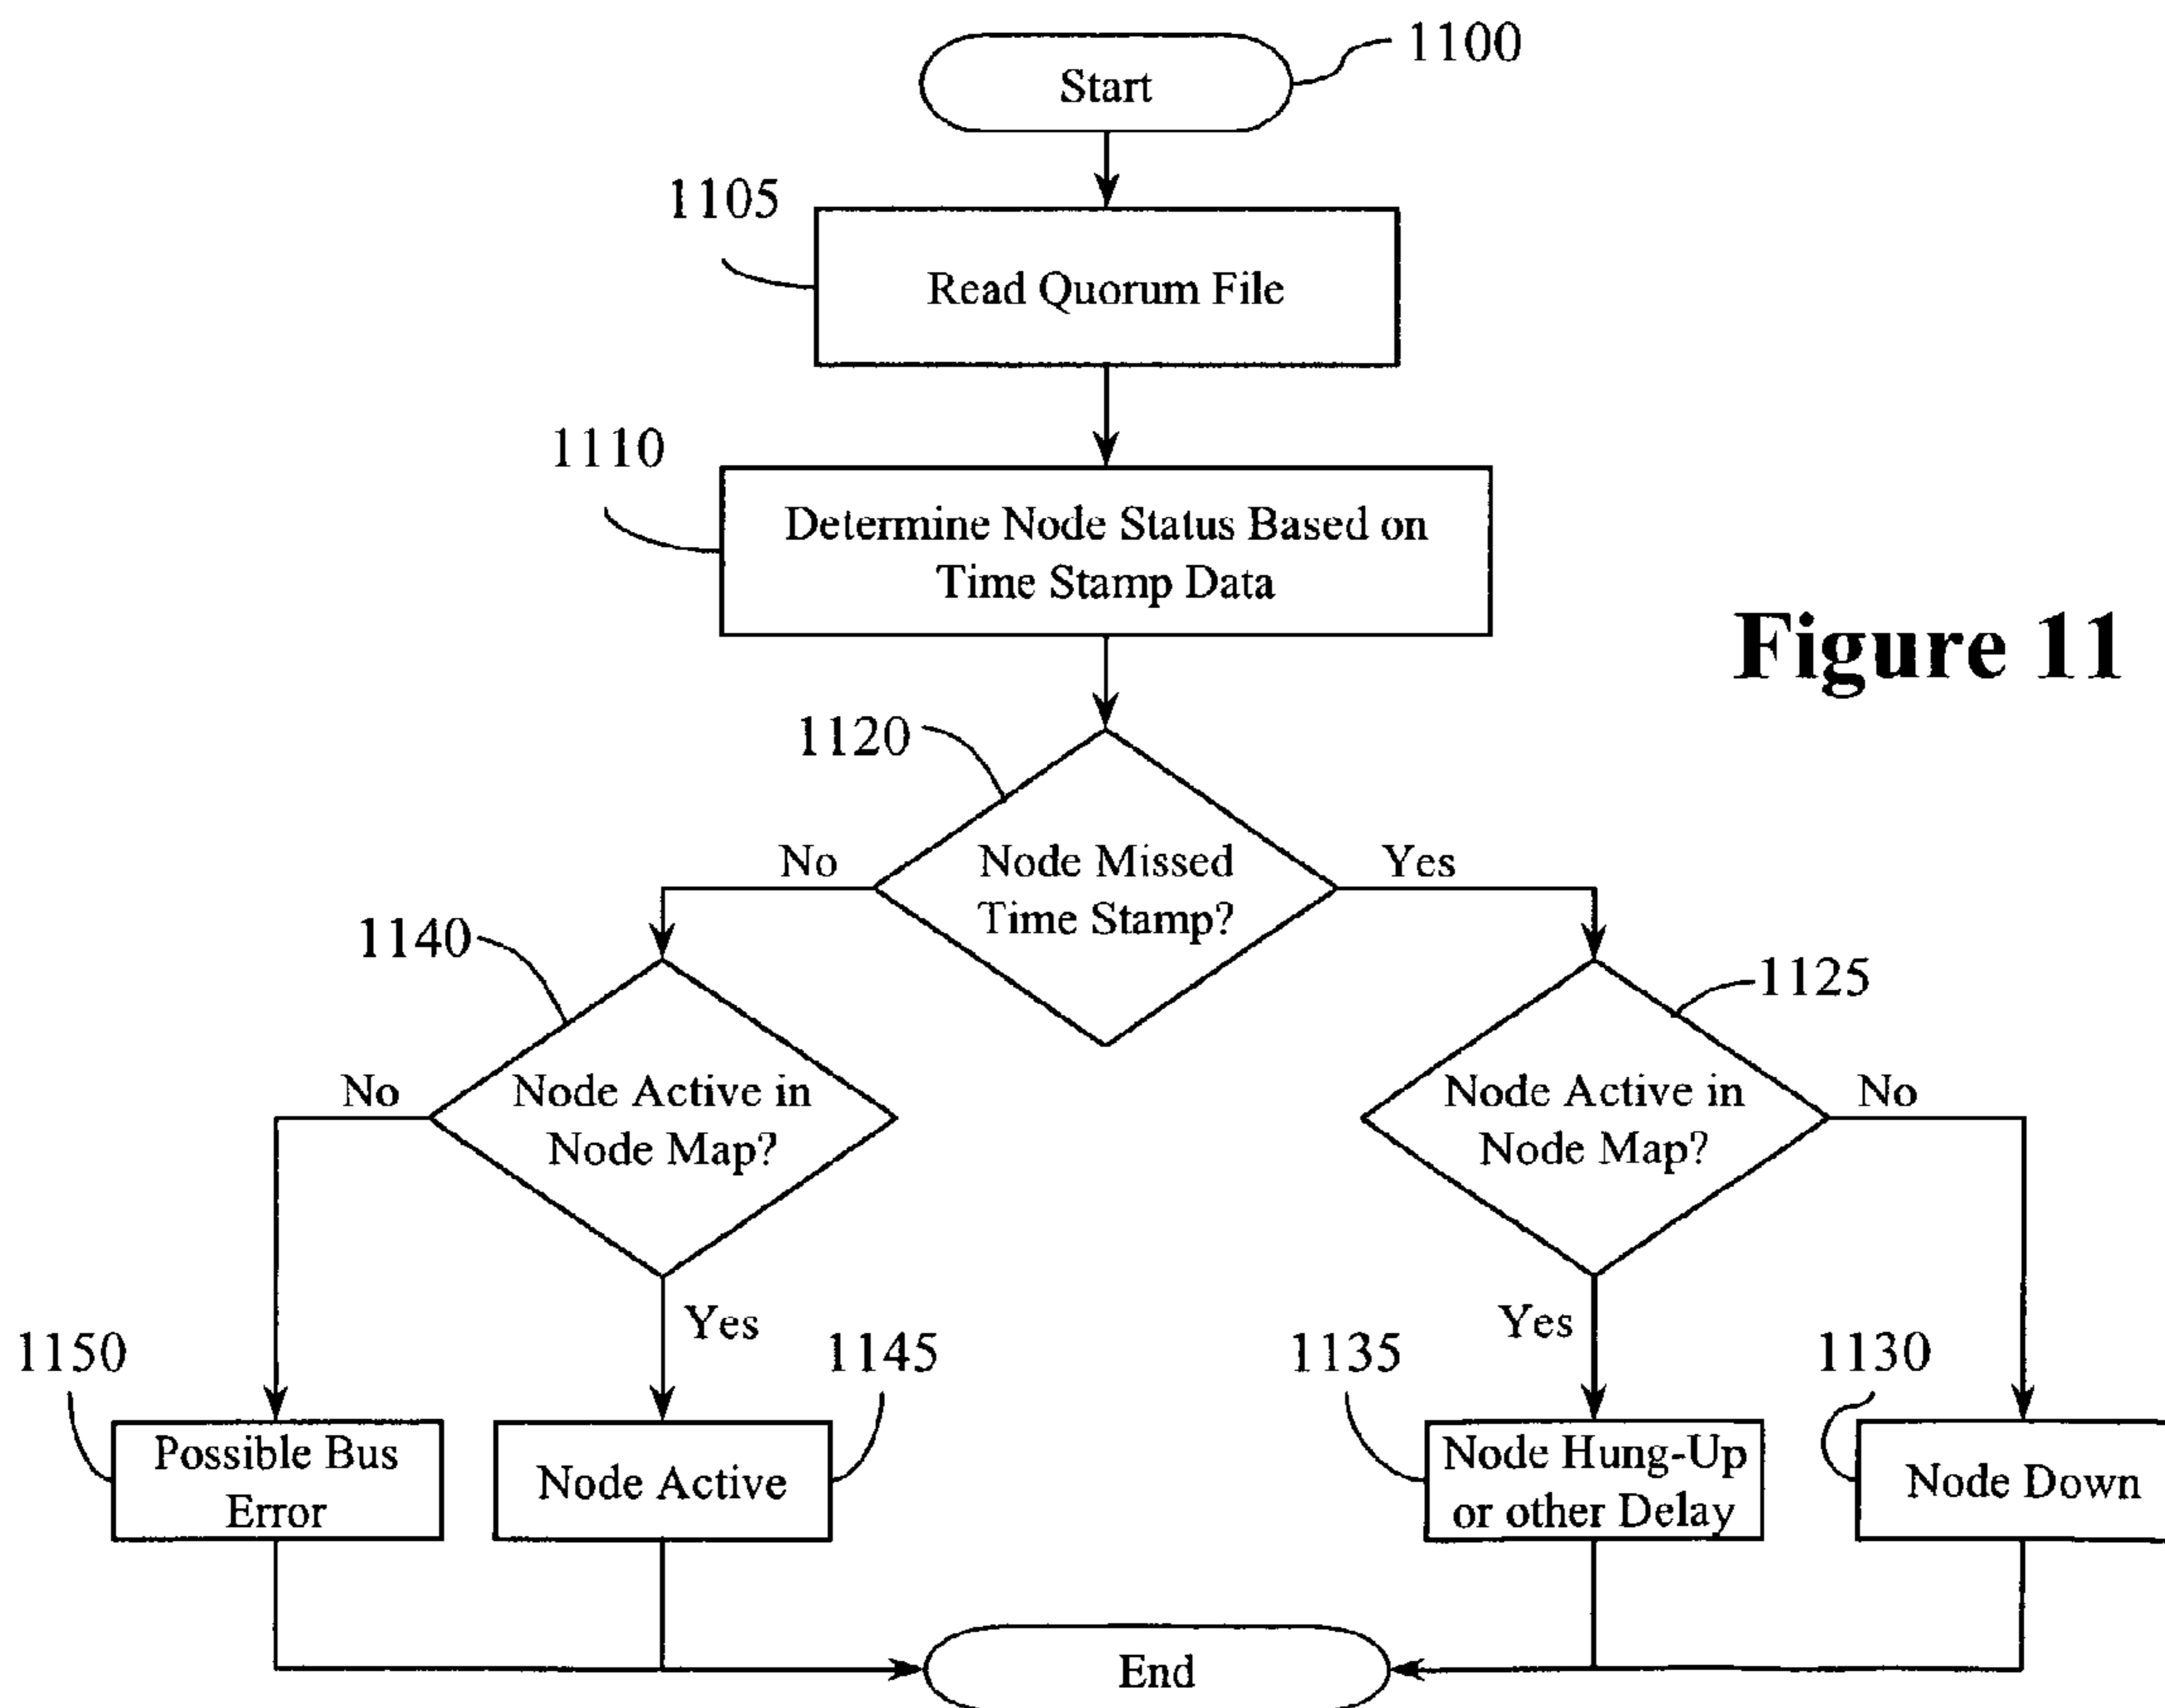 1100
Start
1105
Read Quorum File
1110
Determine Node Status Based on
Time Stamp Data
Figure 11
1120
No
Node Missed
Time Stamp?
Yes
1140
1125
No
Node Active in
Node Map?
Node Active in
Node Map?
No
Yes
Yes
1150
1145
1135
1130
Possible Bus
Error
Node Active
Node Hung-Up
or other Delay
Node Down
End